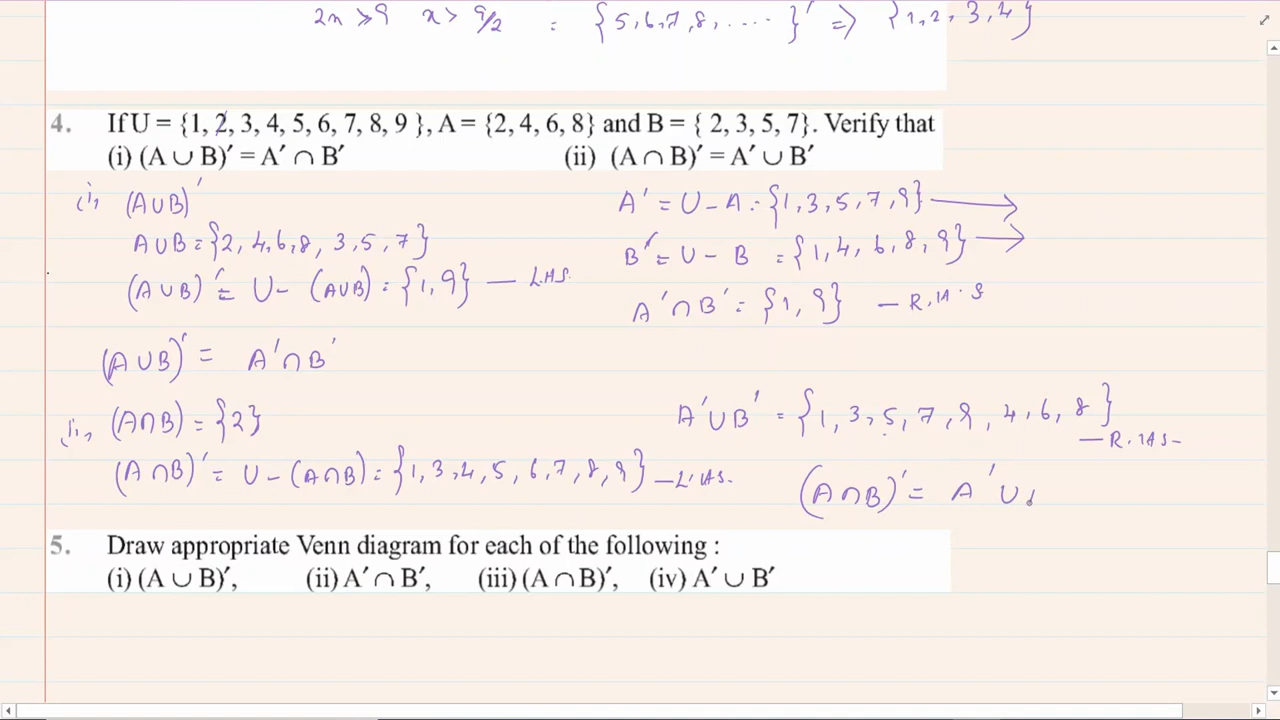 2x ≥ 9 x > 9/2 = {5,6,7,8, ....}' => {1,2,3,4}
4. If U = {1, 2, 3, 4, 5, 6, 7, 8, 9 }, A = {2, 4, 6, 8} and B = { 2, 3, 5, 7}. Verify that
(i) (A ∪ B)′ = A′ ∩ B′ (ii) (A ∩ B)′ = A′ ∪ B′
(i) (A∪B)'
A∪B = {2, 4,6,8, 3,5,7}
(A∪B)' = U - (A∪B) = {1,9} — L.H.S.
A' = U - A = {1,3,5,7,9}
B' = U - B = {1,4,6,8,9}
A'∩B' = {1,9} — R.H.S
(A∪B)' = A'∩B'
(ii) (A∩B) = {2}
(A∩B)' = U - (A∩B) = {1,3,4,5,6,7,8,9} — L.H.S.
A'∪B' = {1,3,5,7,9,4,6,8}
— R.H.S-
(A∩B)' = A'∪
5. Draw appropriate Venn diagram for each of the following :
(i) (A ∪ B)′, (ii) A′ ∩ B′, (iii) (A ∩ B)′, (iv) A′ ∪ B′